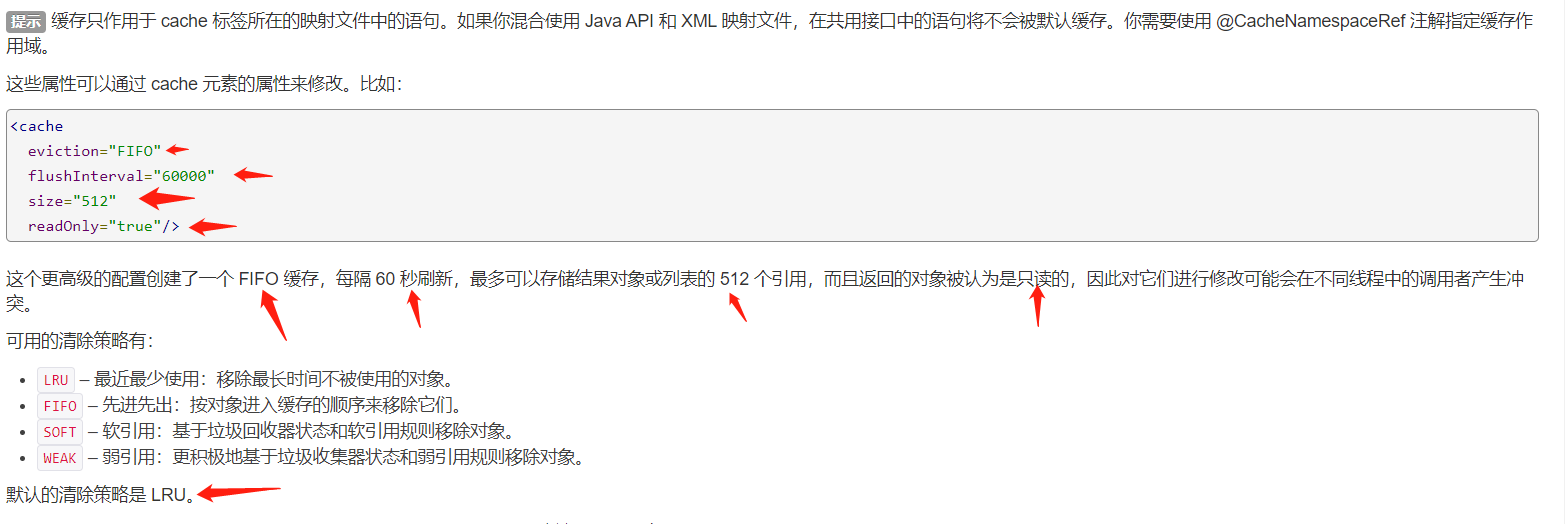 提示 缓存只作用于 cache 标签所在的映射文件中的语句。如果你混合使用 Java API 和 XML 映射文件，在共用接口中的语句将不会被默认缓存。你需要使用 @CacheNamespaceRef 注解指定缓存作
用域。
这些属性可以通过 cache 元素的属性来修改。比如：
<cache
  eviction="FIFO"
  flushInterval="60000"
  size="512"
  readOnly="true"/>
这个更高级的配置创建了一个 FIFO 缓存，每隔 60 秒刷新，最多可以存储结果对象或列表的 512 个引用，而且返回的对象被认为是只读的，因此对它们进行修改可能会在不同线程中的调用者产生冲
突。
可用的清除策略有：
• LRU – 最近最少使用：移除最长时间不被使用的对象。
• FIFO – 先进先出：按对象进入缓存的顺序来移除它们。
• SOFT – 软引用：基于垃圾回收器状态和软引用规则移除对象。
• WEAK – 弱引用：更积极地基于垃圾收集器状态和弱引用规则移除对象。
默认的清除策略是 LRU。